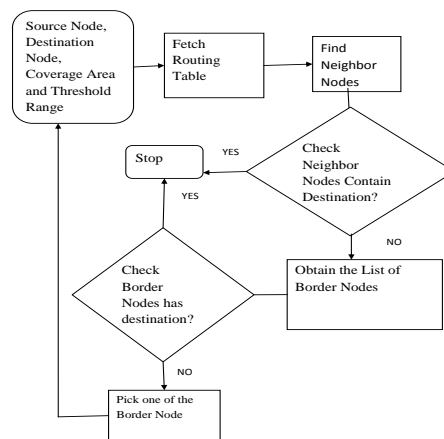 Source Node,
Destination
Node,
Coverage Area
and Threshold
Range
Fetch
Routing
Table
Find
Neighbor
Nodes
Check
Neighbor
Nodes Contain
Destination?
YES
Stop
YES
NO
Obtain the List of
Border Nodes
Check
Border
Nodes has
destination?
NO
Pick one of the
Border Node